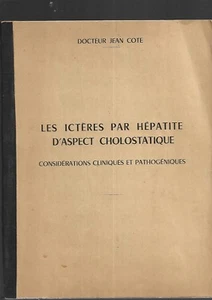 DOCTEUR JEAN COTE
LES ICTÈRES PAR HÉPATITE
D'ASPECT CHOLOSTATIQUE
CONSIDÉRATIONS CLINIQUES ET PATHOGÉNIQUES